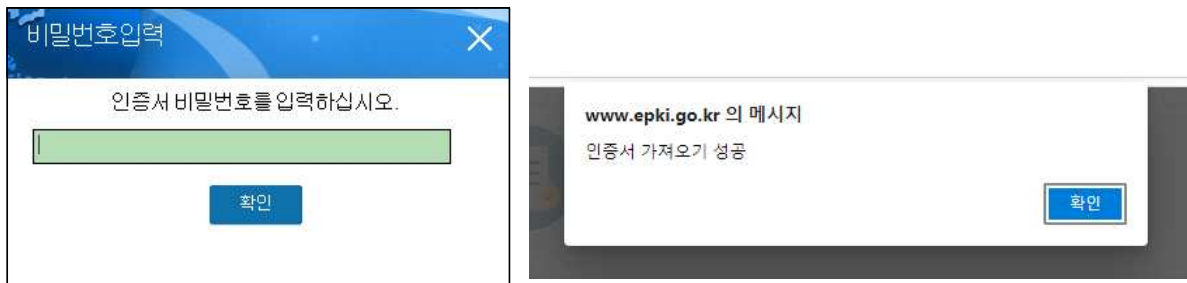 비밀번호입력
인증서 비밀번호를 입력하십시오.
확인
www.epki.go.kr 의 메시지
인증서 가져오기 성공
확인